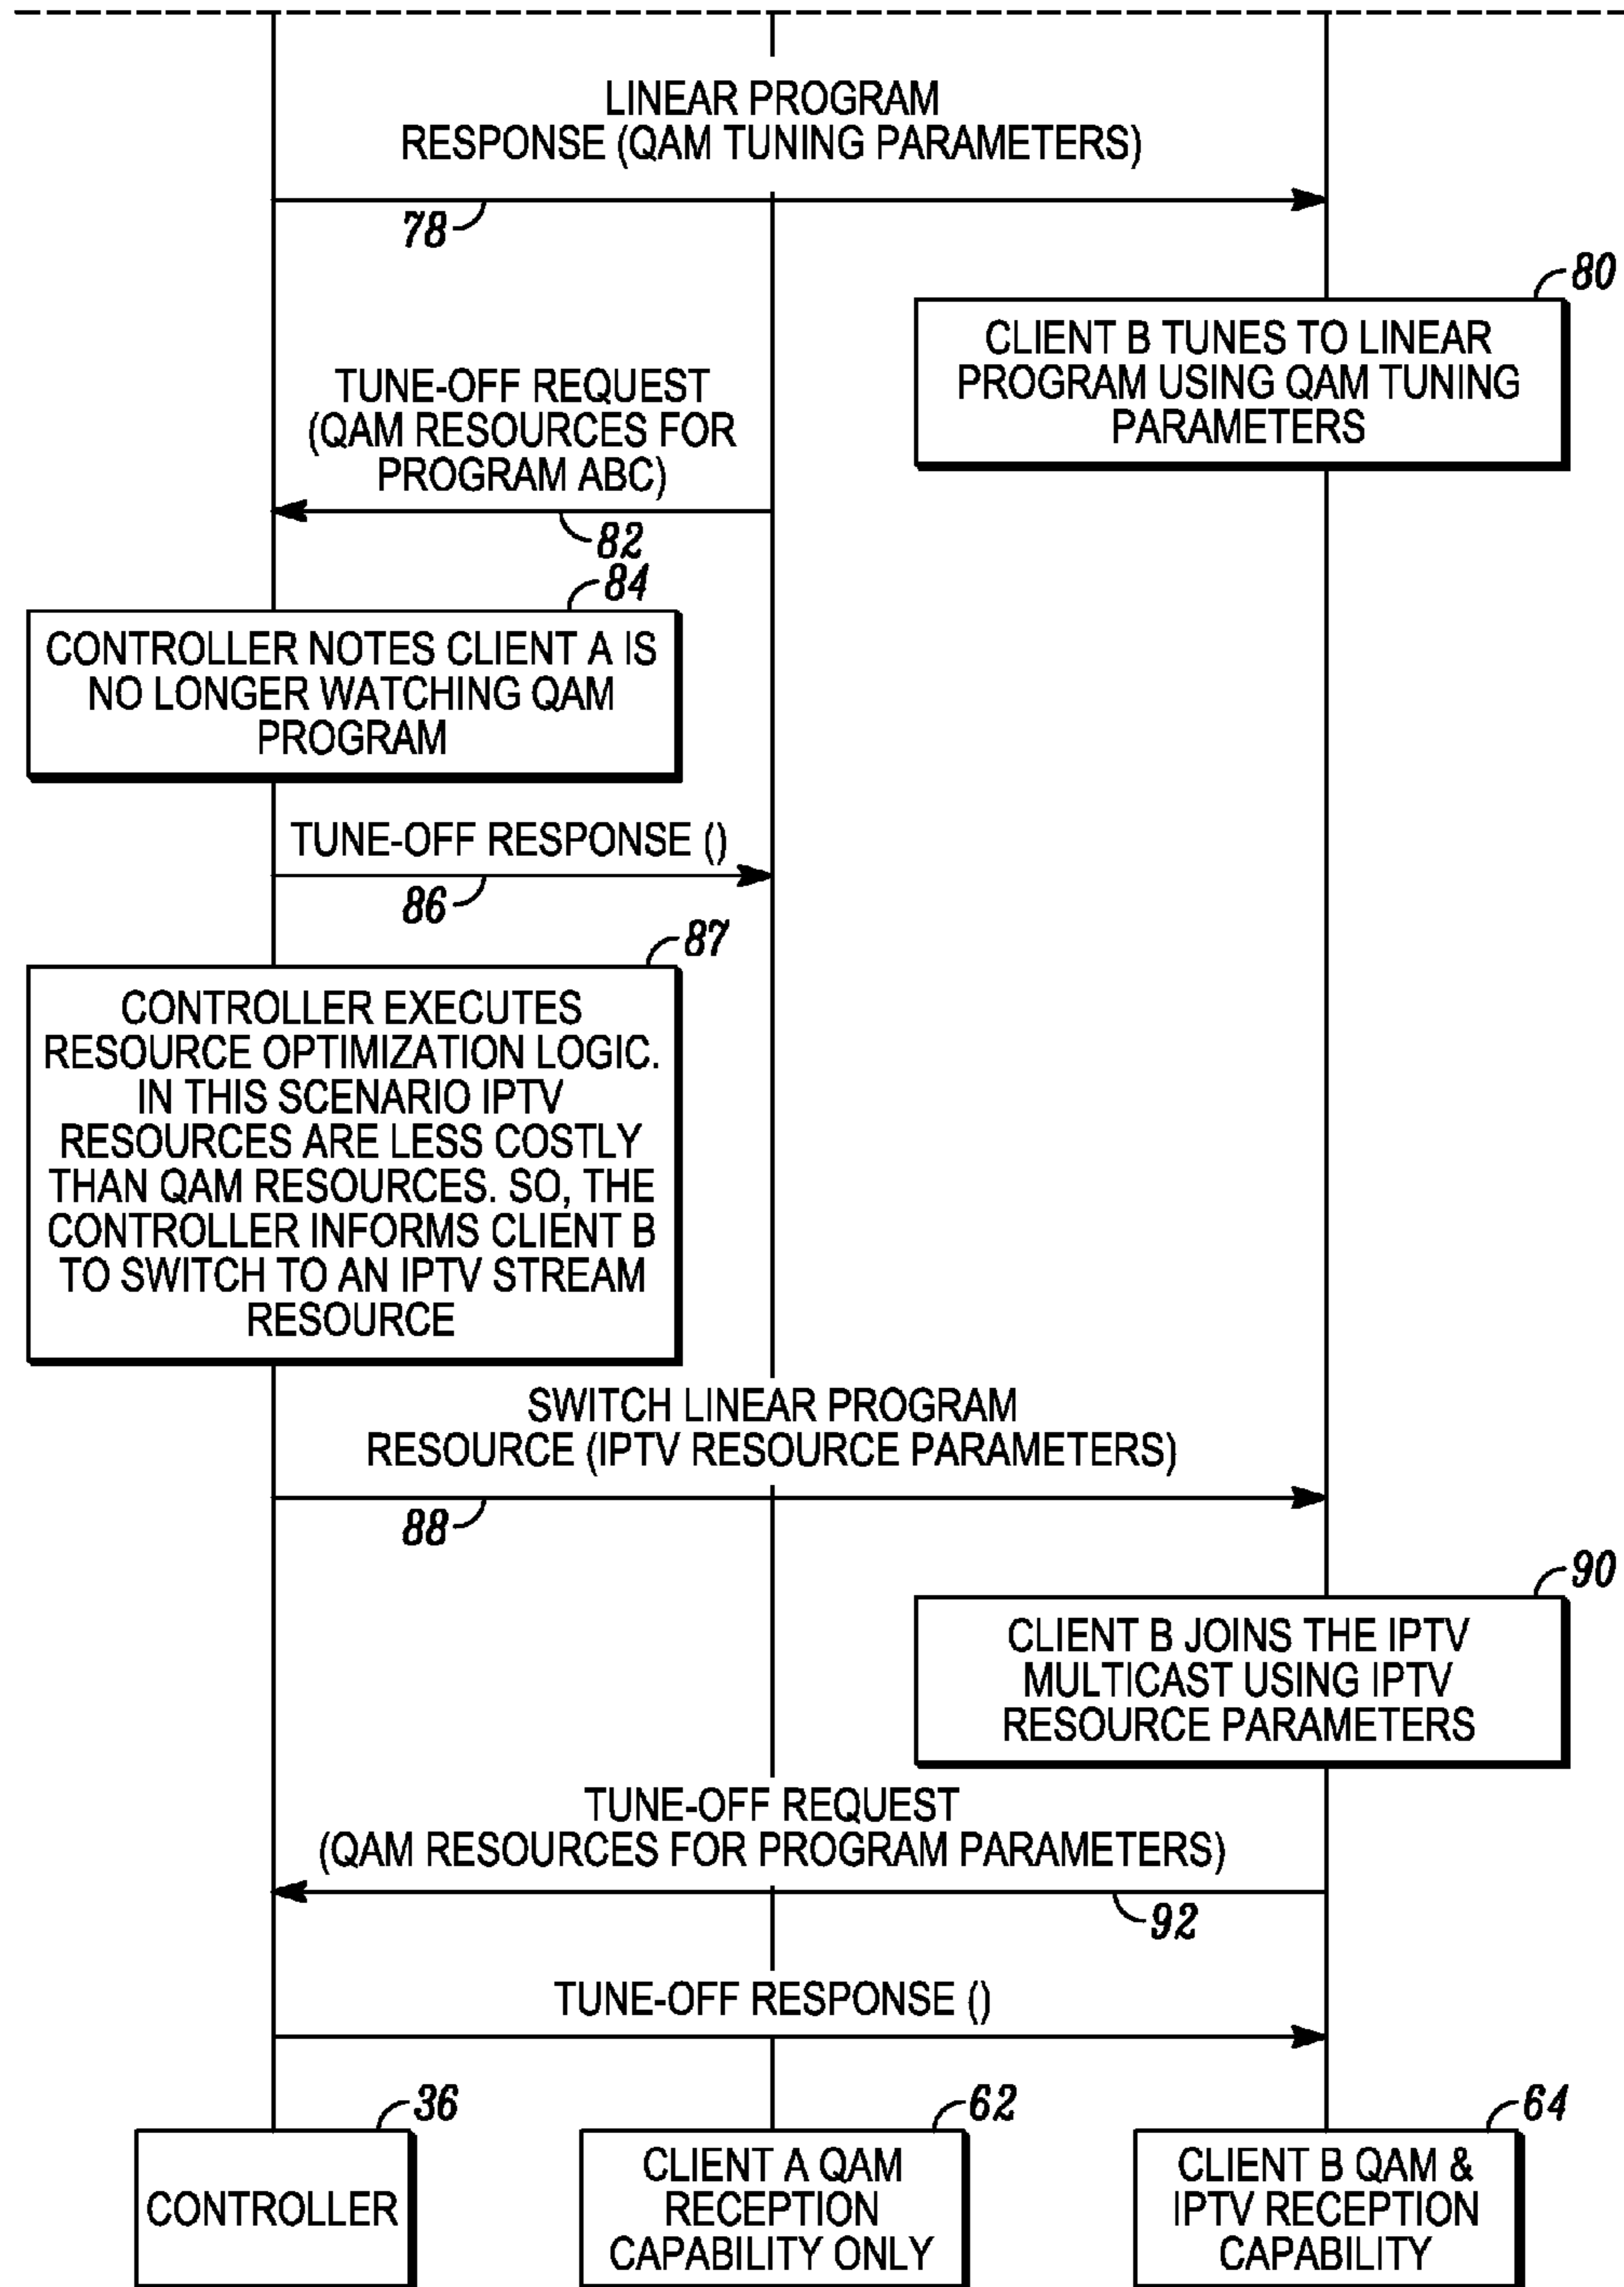 LINEAR PROGRAM
RESPONSE (QAM TUNING PARAMETERS)
78
80
CLIENT B TUNES TO LINEAR
PROGRAM USING QAM TUNING
PARAMETERS
TUNE-OFF REQUEST
(QAM RESOURCES FOR
PROGRAM ABC)
82
84
CONTROLLER NOTES CLIENT A IS
NO LONGER WATCHING QAM
PROGRAM
TUNE-OFF RESPONSE ()
86
87
CONTROLLER EXECUTES
RESOURCE OPTIMIZATION LOGIC.
IN THIS SCENARIO IPTV
RESOURCES ARE LESS COSTLY
THAN QAM RESOURCES. SO, THE
CONTROLLER INFORMS CLIENT B
TO SWITCH TO AN IPTV STREAM
RESOURCE
SWITCH LINEAR PROGRAM
RESOURCE (IPTV RESOURCE PARAMETERS)
88
90
CLIENT B JOINS THE IPTV
MULTICAST USING IPTV
RESOURCE PARAMETERS
TUNE-OFF REQUEST
(QAM RESOURCES FOR PROGRAM PARAMETERS)
92
TUNE-OFF RESPONSE ()
36
CONTROLLER
62
CLIENT A QAM
RECEPTION
CAPABILITY ONLY
64
CLIENT B QAM &
IPTV RECEPTION
CAPABILITY